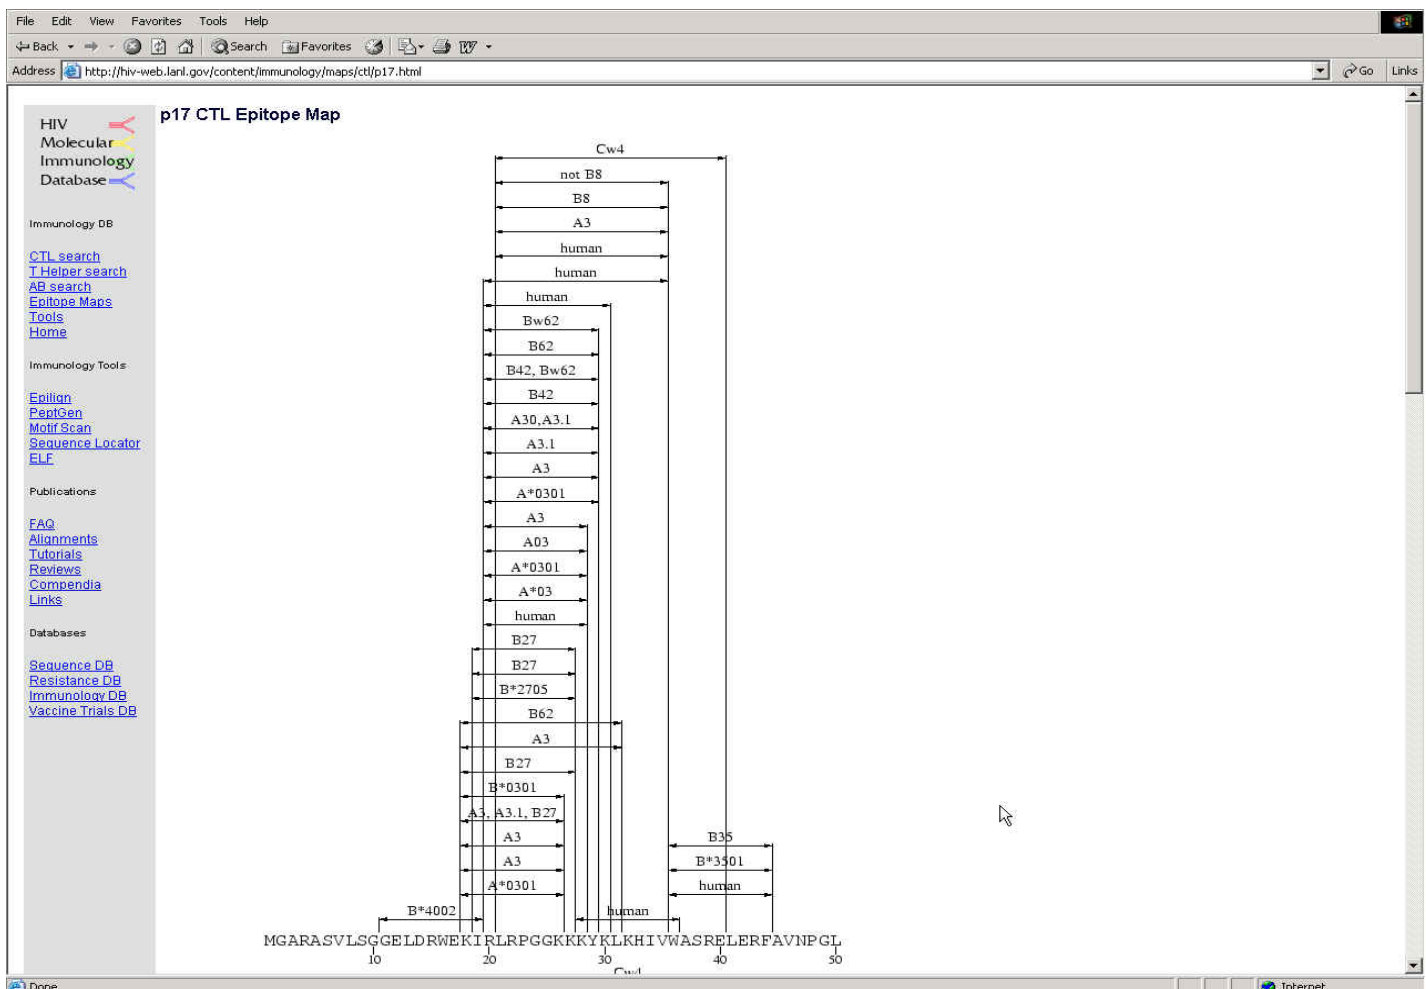 File Edit View Favorites Tools Help
Back Search Favorites
Address http://hiv-web.lanl.gov/content/immunology/maps/ctl/p17.html Go Links
HIV
Molecular
Immunology
Database
Immunology DB
CTL search
T Helper search
AB search
Epitope Maps
Tools
Home
Immunology Tools
Epilign
PeptGen
Motif Scan
Sequence Locator
ELF
Publications
FAQ
Alignments
Tutorials
Reviews
Compendia
Links
Databases
Sequence DB
Resistance DB
Immunology DB
Vaccine Trials DB
p17 CTL Epitope Map
Cw4
not B8
B8
A3
human
human
human
Bw62
B62
B42, Bw62
B42
A30,A3.1
A3.1
A3
A*0301
A3
A03
A*0301
A*03
human
B27
B27
B*2705
B62
A3
B27
B*0301
A3, A3.1, B27
A3 B35
A3 B*3501
A*0301 human
B*4002 human
MGARASVLSGGELDRWEKIRLRPGGKKKYKLKHIVWASRELERFAVNPGL
10 20 30 40 50
Done Internet